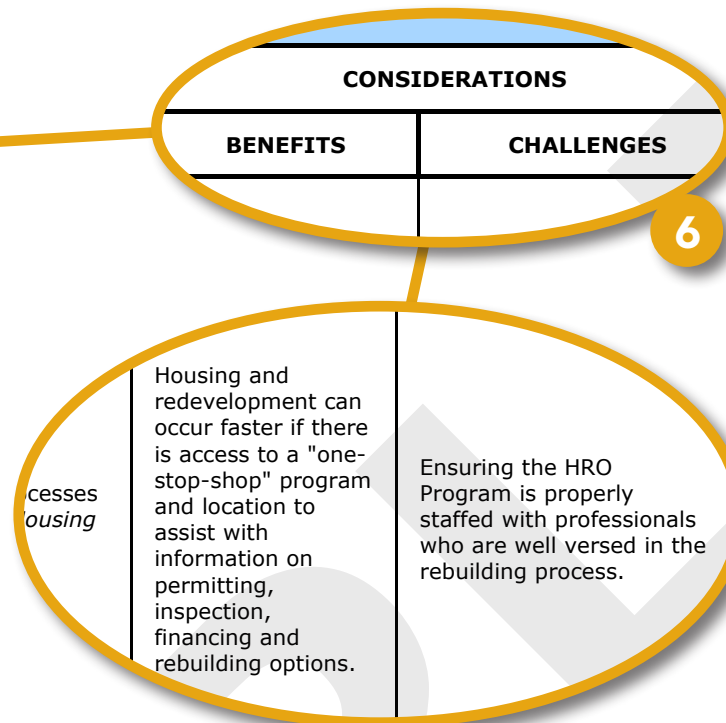 CONSIDERATIONS
BENEFITS
CHALLENGES
6
Housing and
redevelopment can
occur faster if there
is access to a "one-
stop-shop" program
and location to
assist with
information on
permitting,
inspection,
financing and
rebuilding options.
Ensuring the HRO
Program is properly
staffed with professionals
who are well versed in the
rebuilding process.